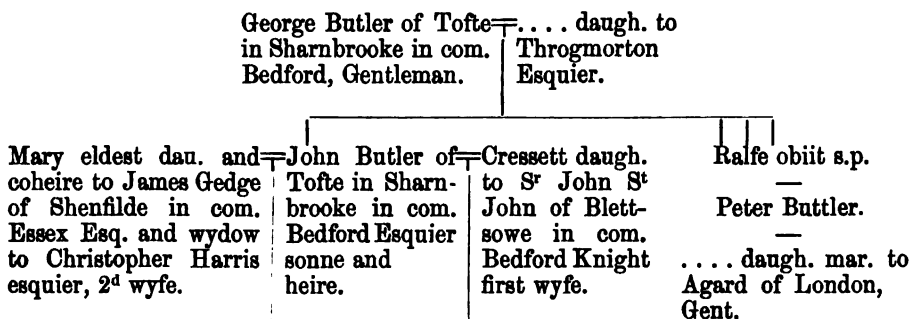 George Butler of Tofte
in Sharnbrooke in com.
Bedford, Gentleman.
.... daugh. to
Throgmorton
Esquier.
Mary eldest dau. and
coheire to James Gedge
of Shenfilde in com.
Essex Esq. and wydow
to Christopher Harris
esquier, 2d wyfe.
John Butler of
Tofte in Sharn-
brooke in com.
Bedford Esquier
sonne and
heire.
Cressett daugh.
to Sr John St
John of Blett-
sowe in com.
Bedford Knight
first wyfe.
Ralfe obiit s.p.
—
Peter Buttler.
—
.... daugh. mar. to
Agard of London,
Gent.